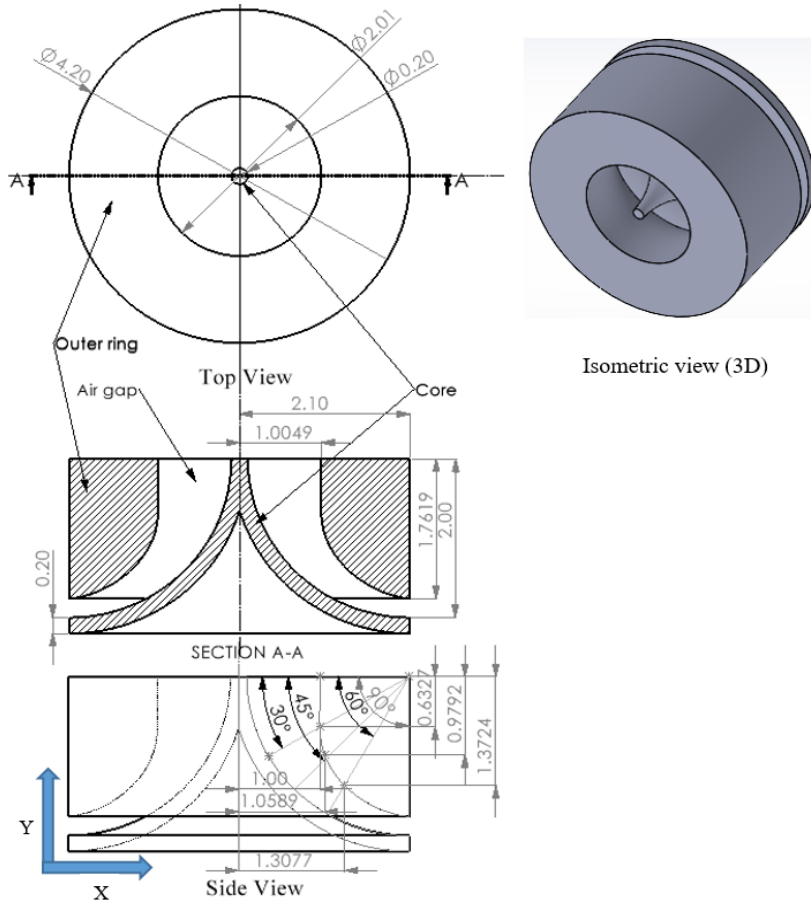 Ø4.20
Ø2.01
Ø0.20
A
A
Outer ring
Top View
Air gap
Core
Isometric view (3D)
2.10
1.0049
1.7619
2.00
0.20
SECTION A-A
30°
45°
60°
90°
0.6327
0.9792
1.3724
1.00
1.0589
1.3077
Y
X
Side View